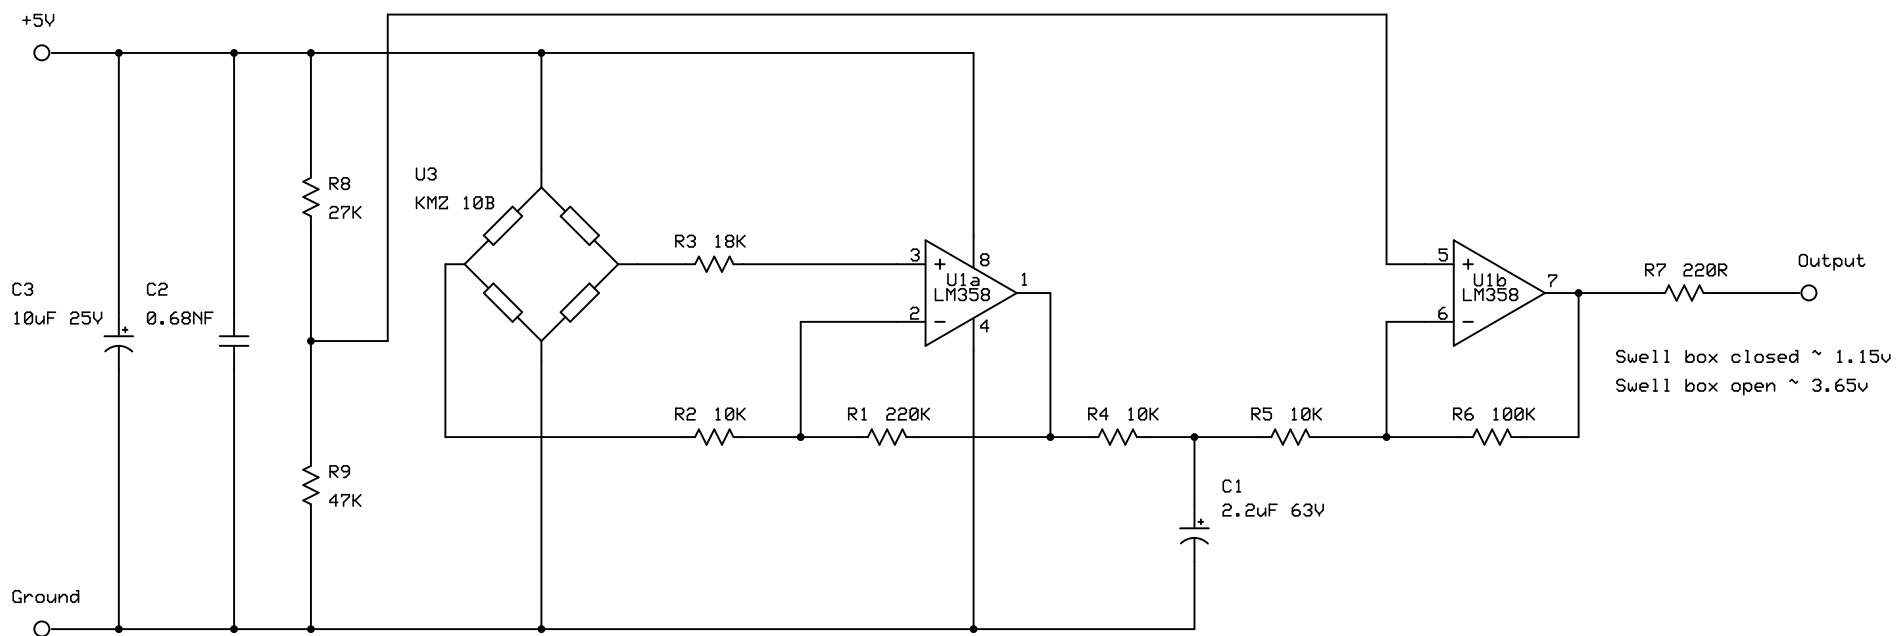 +5V
U3
KMZ 10B
R8
27K
R3 18K
3
+
8
U1a
LM358
1
2
-
4
5
+
U1b
LM358
7
6
-
R7 220R
Output
C3
10uF 25V
+
C2
0.68NF
Swell box closed ~ 1.15v
Swell box open ~ 3.65v
R2 10K
R1 220K
R4 10K
R5 10K
R6 100K
R9
47K
C1
2.2uF 63V
+
Ground